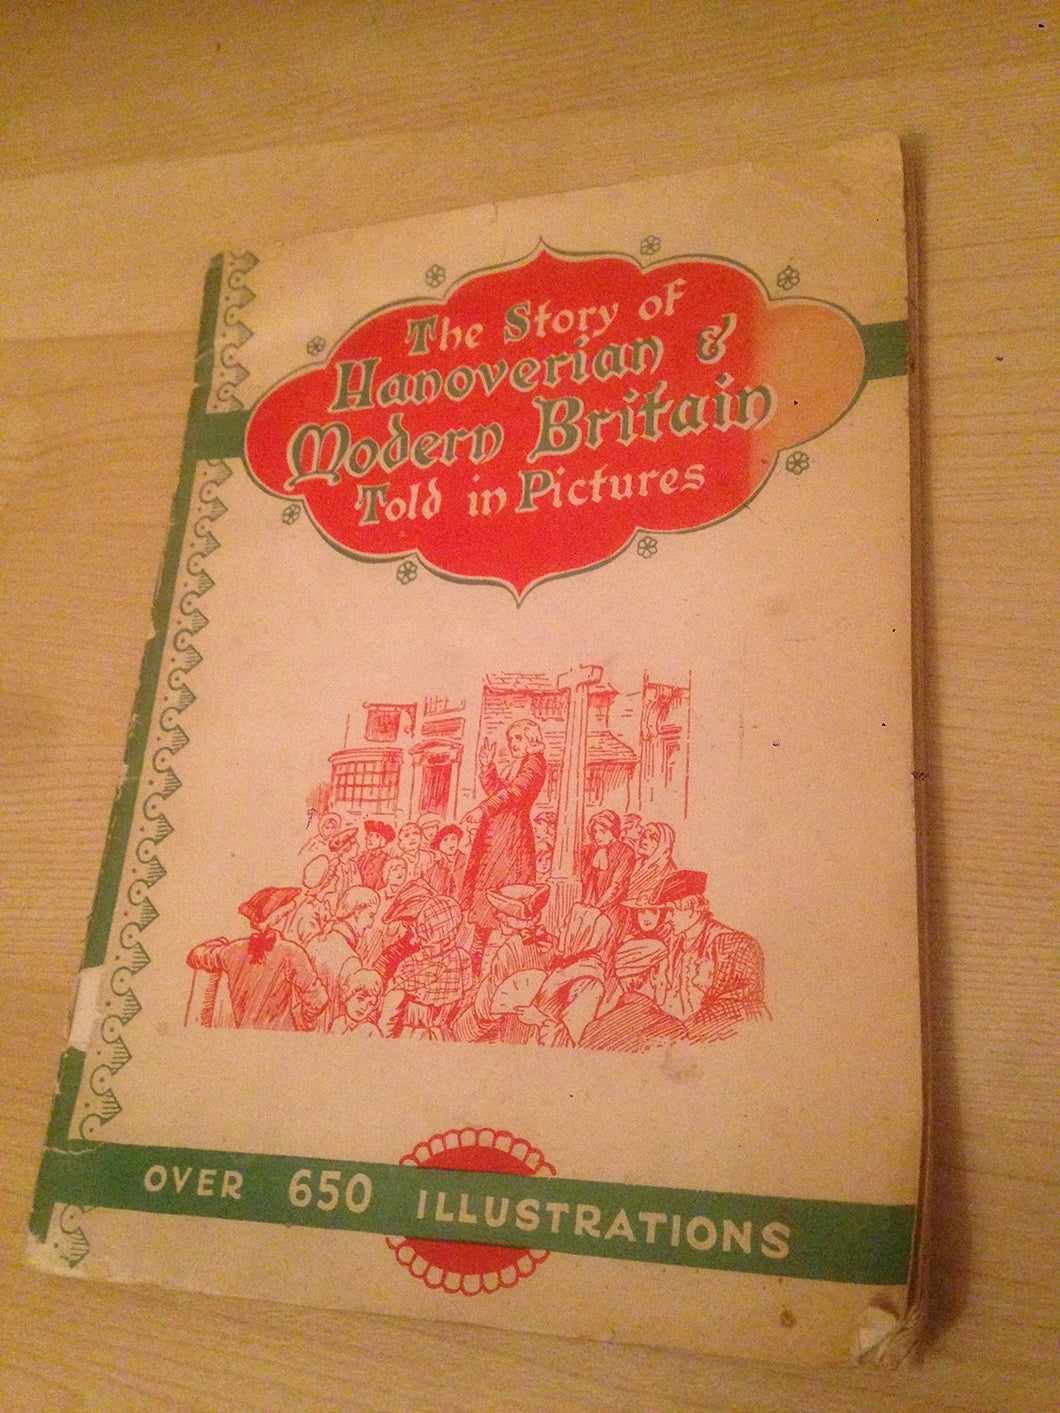 The Story of
Hanoverian &
Modern Britain
Told in Pictures
OVER 650 ILLUSTRATIONS